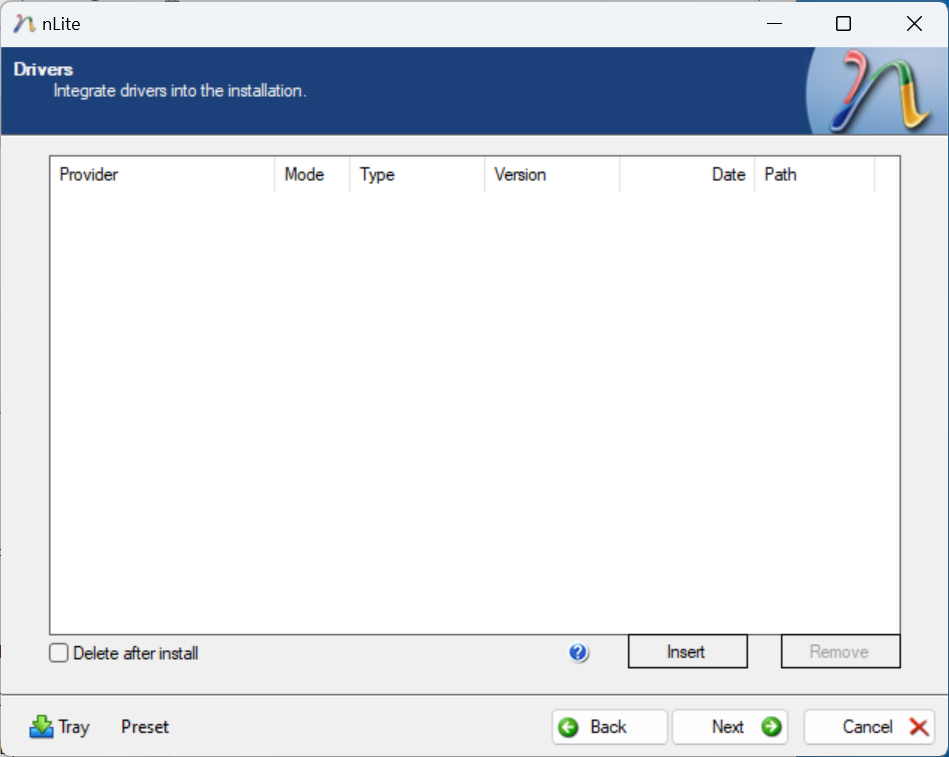 nLite
Drivers
Integrate drivers into the installation.
Provider Mode Type Version Date Path
Delete after install ? Insert Remove
Tray Preset Back Next Cancel